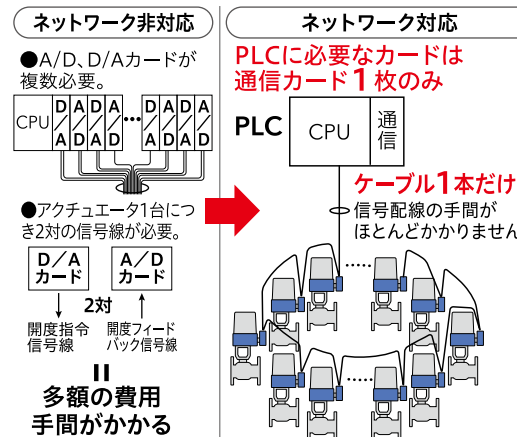 ネットワーク非対応
●A/D、D/Aカードが
複数必要。
CPU
D/A
A/D
D/A
A/D
•••
D/A
A/D
D/A
A/D
●アクチュエータ1台につ
き2対の信号線が必要。
D/A
カード
A/D
カード
2対
開度指令
信号線
開度フィード
バック信号線
=
多額の費用
手間がかかる
ネットワーク対応
PLCに必要なカードは
通信カード1枚のみ
PLC
CPU
通信
ケーブル1本だけ
信号配線の手間が
ほとんどかかりません